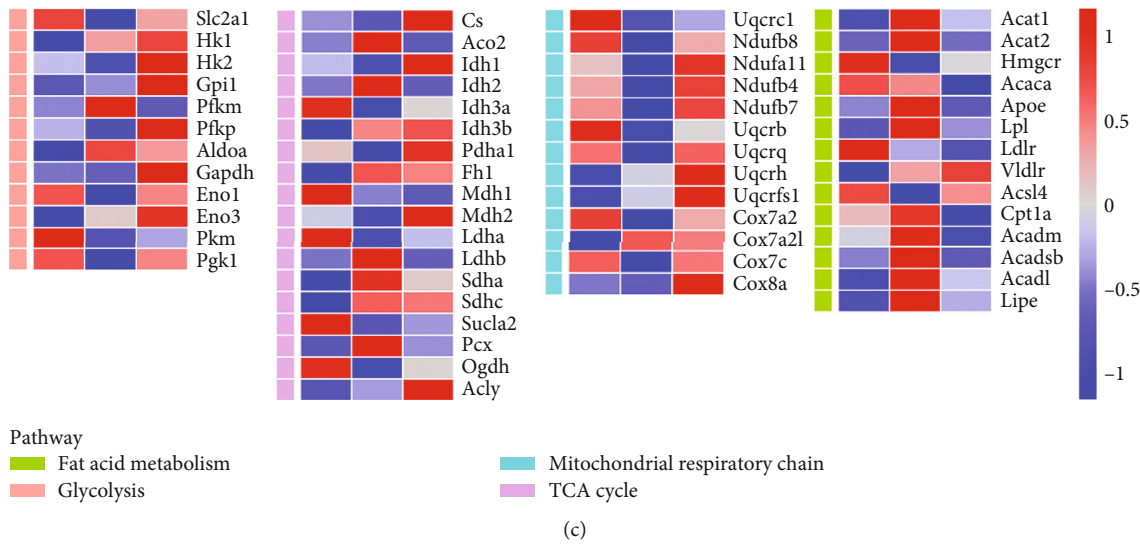 Slc2a1
Hk1
Hk2
Gpi1
Pfkm
Pfkp
Aldoa
Gapdh
Eno1
Eno3
Pkm
Pgk1
Cs
Aco2
Idh1
Idh2
Idh3a
Idh3b
Pdha1
Fh1
Mdh1
Mdh2
Ldha
Ldhb
Sdha
Sdhc
Sucla2
Pcx
Ogdh
Acly
Uqcrc1
Ndufb8
Ndufa11
Ndufb4
Ndufb7
Uqcrb
Uqcrq
Uqcrh
Uqcrfs1
Cox7a2
Cox7a2l
Cox7c
Cox8a
Acat1
Acat2
Hmgcr
Acaca
Apoe
Lpl
Ldlr
Vldlr
Acsl4
Cpt1a
Acadm
Acadsb
Acadl
Lipe
1
0.5
0
–0.5
–1
Pathway
Fat acid metabolism
Glycolysis
Mitochondrial respiratory chain
TCA cycle
(c)